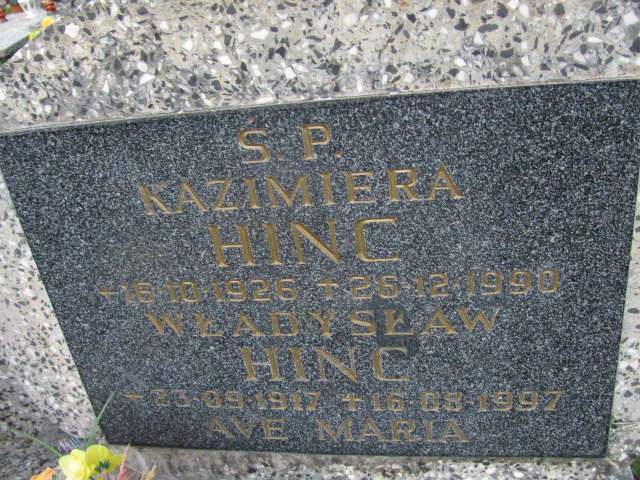 Ś. P.
KAZIMIERA
HINC
+16·10·1926 +26·12·1990
WŁADYSŁAW
HINC
+23·09·1917 +16·08·1997
AVE MARIA